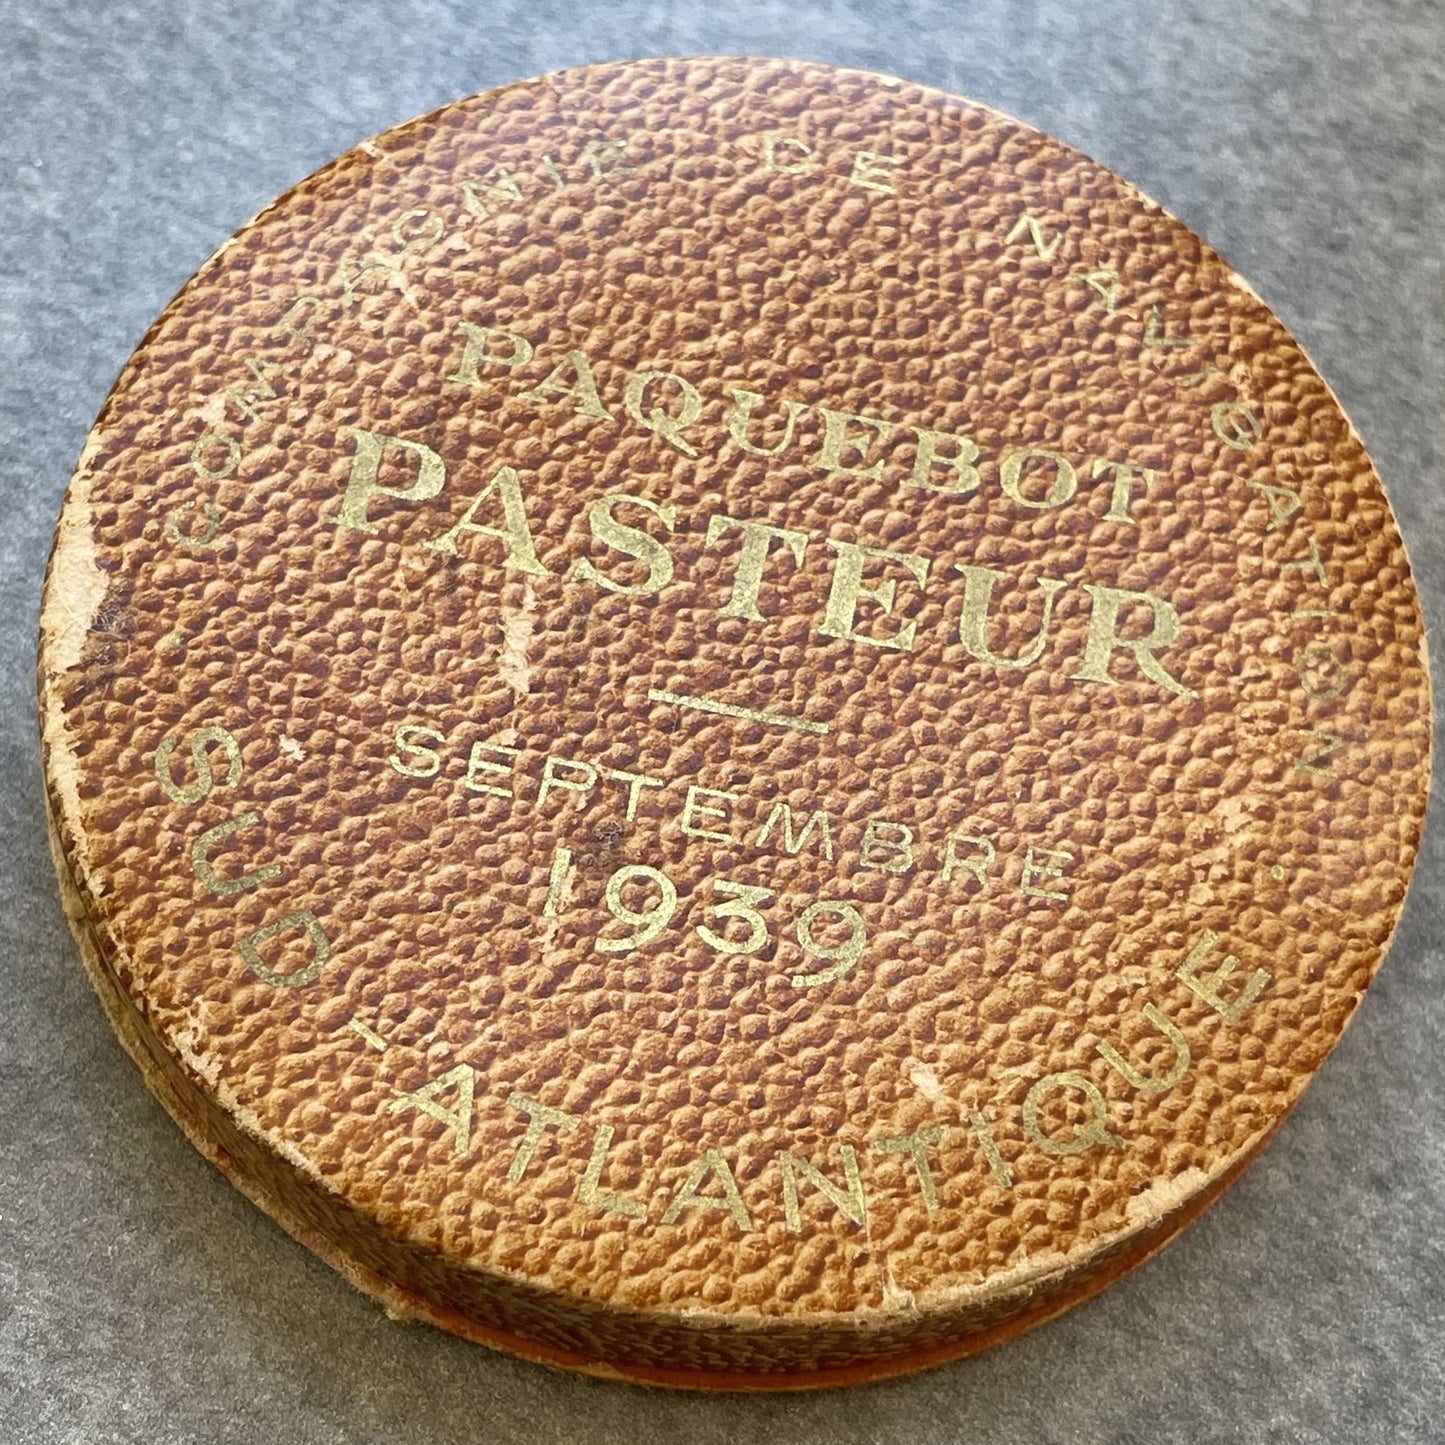 COMPAGNIE DE NAVIGATION
PAQUEBOT
PASTEUR
SEPTEMBRE
1939
SUD-ATLANTIQUE